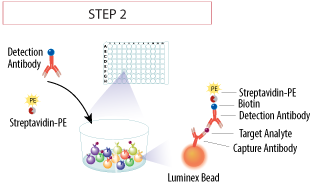 STEP 2
Detection
Antibody
PE
Streptavidin-PE
A
B
C
D
E
F
G
H
PE
Streptavidin-PE
Biotin
Detection Antibody
Target Analyte
Capture Antibody
Luminex Bead